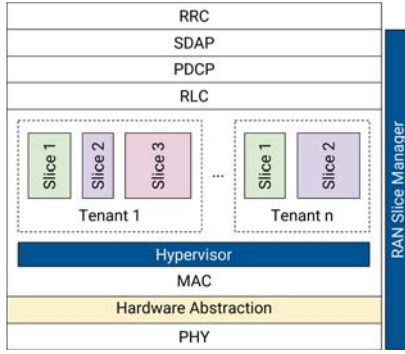 RRC
SDAP
PDCP
RLC
Slice 1
Slice 2
Slice 3
Tenant 1
...
Slice 1
Slice 2
Tenant n
Hypervisor
MAC
Hardware Abstraction
PHY
RAN Slice Manager